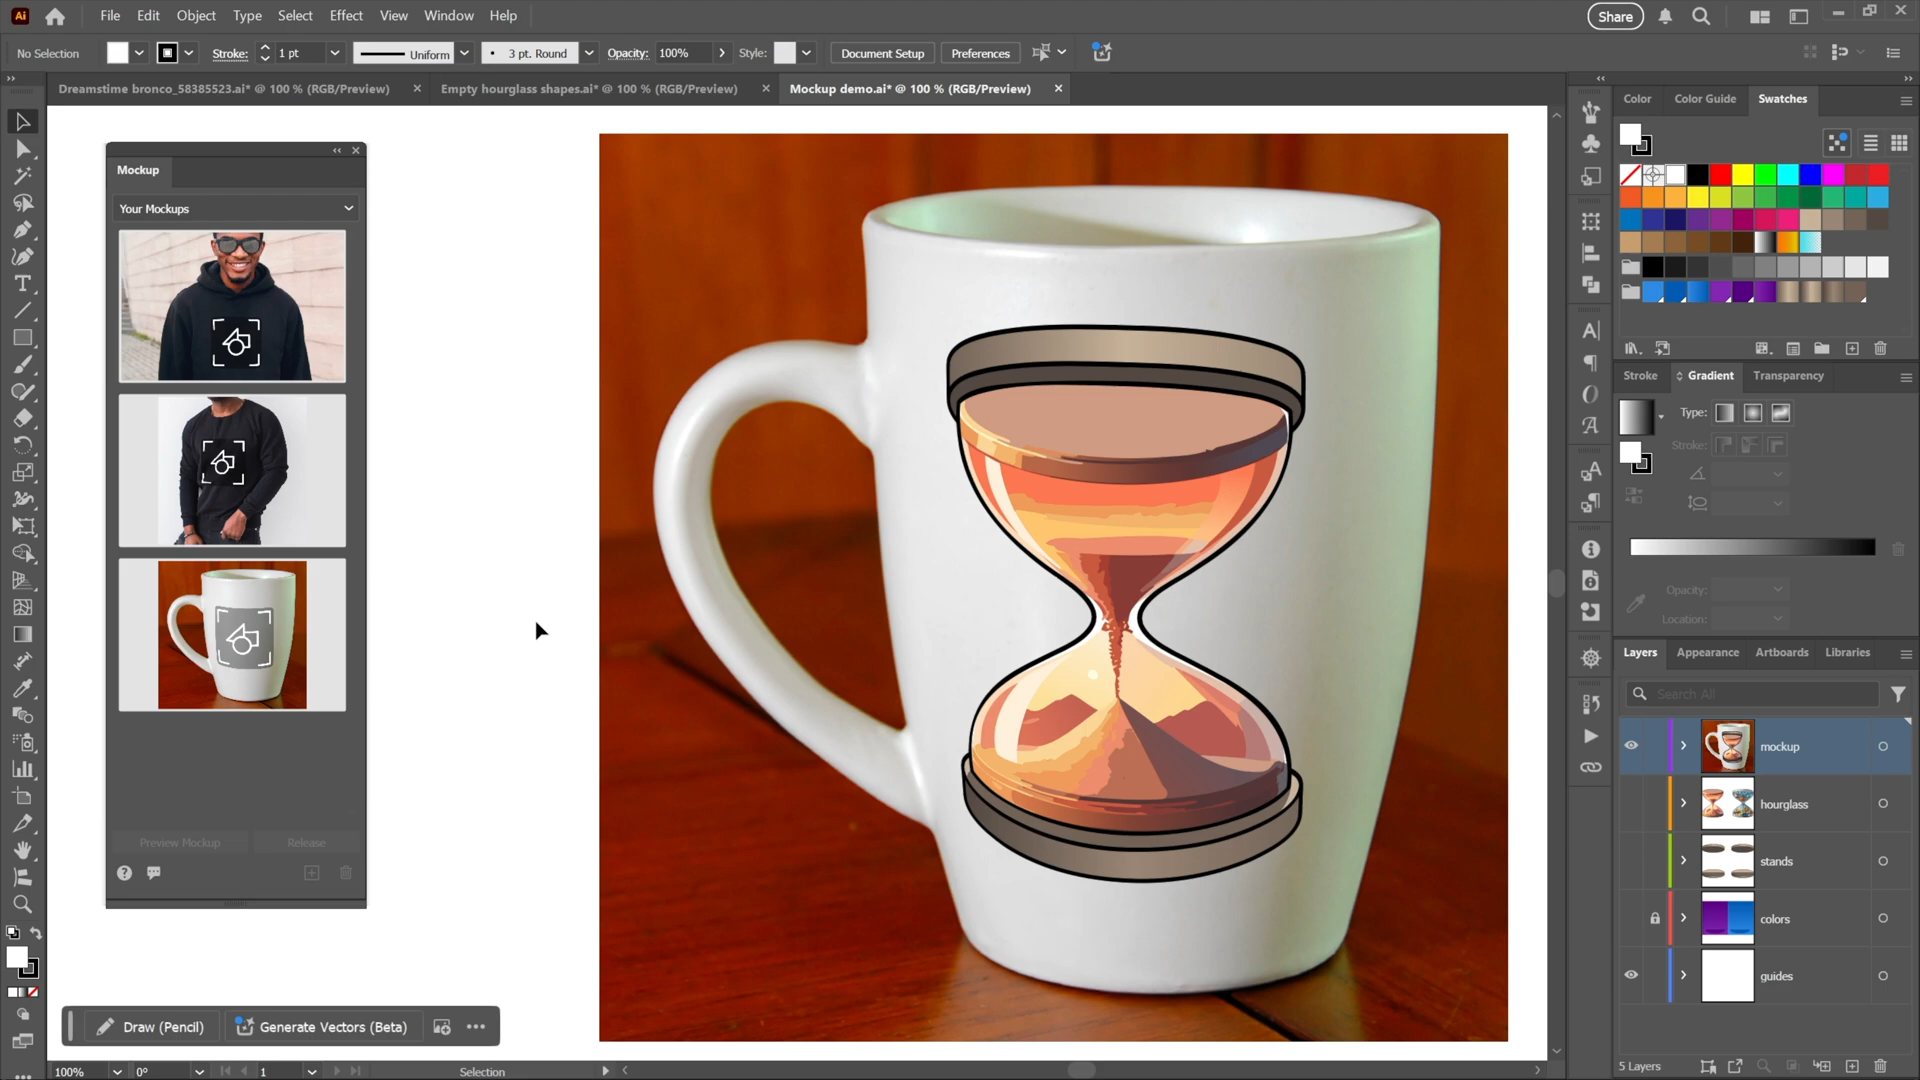 Ai File Edit Object Type Select Effect View Window Help Share
No Selection Stroke: 1 pt Uniform 3 pt. Round Opacity: 100% Style: Document Setup Preferences
Dreamstime bronco_58385523.ai* @ 100 % (RGB/Preview) Empty hourglass shapes.ai* @ 100 % (RGB/Preview) Mockup demo.ai* @ 100 % (RGB/Preview)
Mockup
Your Mockups
Preview Mockup Release
Draw (Pencil) Generate Vectors (Beta)
100% 0° 1 Selection
Color Color Guide Swatches
Stroke Gradient Transparency
Type:
Stroke:
Opacity:
Location:
Layers Appearance Artboards Libraries
Search All
mockup
hourglass
stands
colors
guides
5 Layers